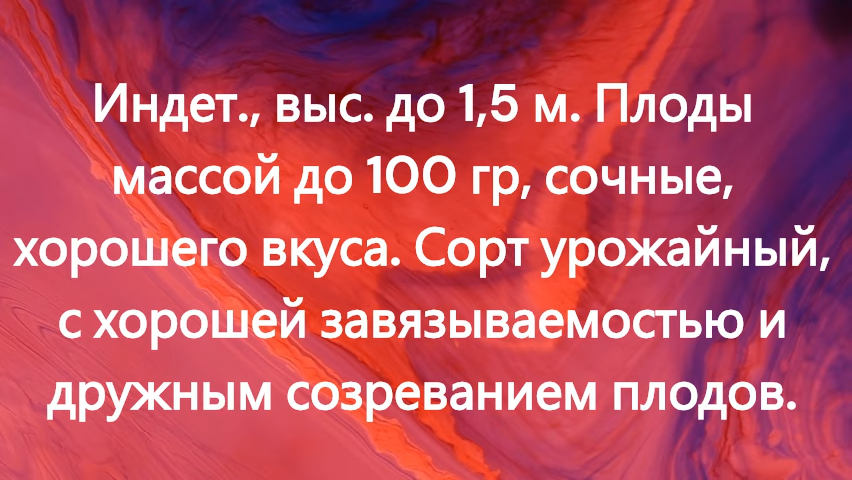 Индет., выс. до 1,5 м. Плоды
массой до 100 гр, сочные,
хорошего вкуса. Сорт урожайный,
с хорошей завязываемостью и
дружным созреванием плодов.